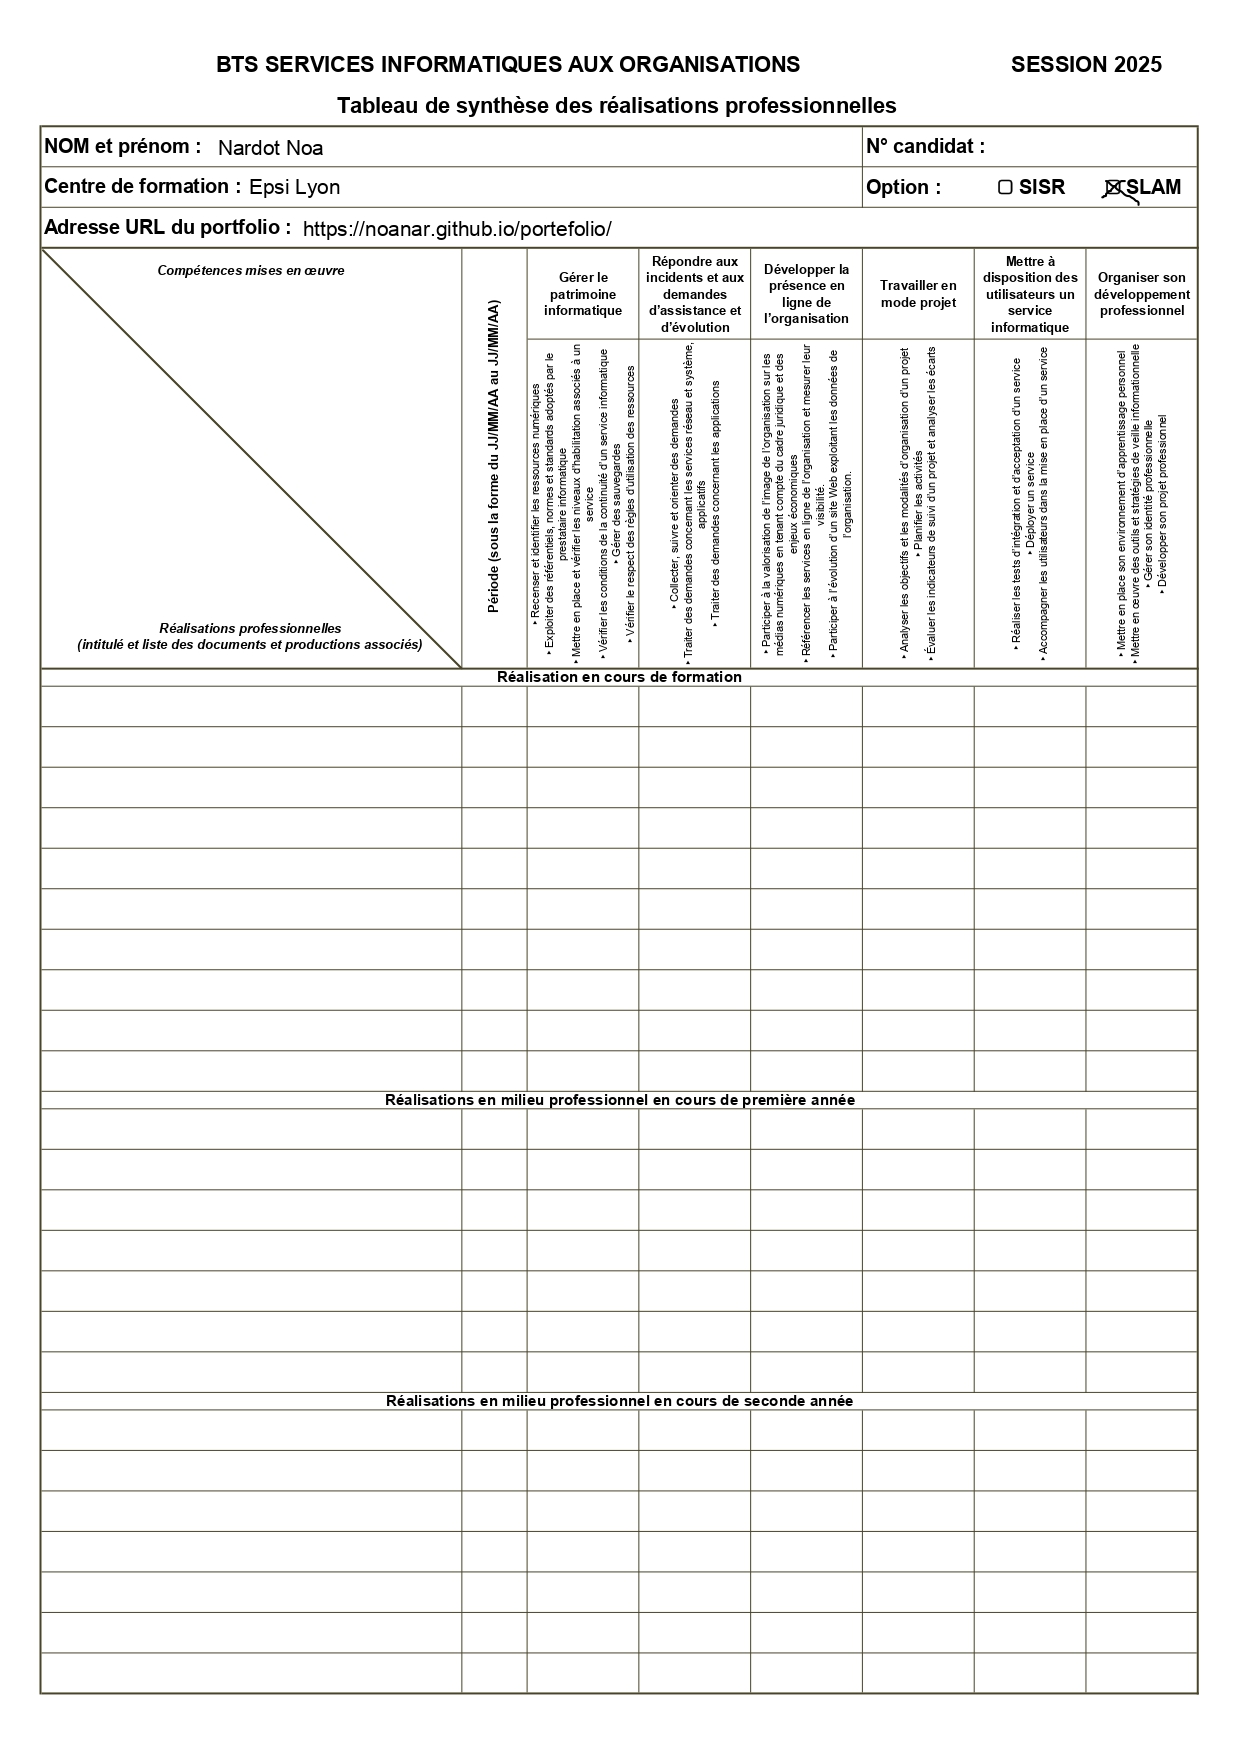 BTS SERVICES INFORMATIQUES AUX ORGANISATIONS SESSION 2025
Tableau de synthèse des réalisations professionnelles
NOM et prénom : Nardot Noa N° candidat :
Centre de formation : Epsi Lyon Option : SISR SLAM
Adresse URL du portfolio : https://noanar.github.io/portefolio/
Compétences mises en œuvre
Réalisations professionnelles
(intitulé et liste des documents et productions associés)
Période (sous la forme du JJ/MM/AA au JJ/MM/AA)
Gérer le
patrimoine
informatique
Répondre aux
incidents et aux
demandes
d'assistance et
d'évolution
Développer la
présence en
ligne de
l'organisation
Travailler en
mode projet
Mettre à
disposition des
utilisateurs un
service
informatique
Organiser son
développement
professionnel
‣ Recenser et identifier les ressources numériques
‣ Exploiter des référentiels, normes et standards adoptés par le
prestataire informatique
‣ Mettre en place et vérifier les niveaux d'habilitation associés à un
service
‣ Vérifier les conditions de la continuité d'un service informatique
‣ Gérer des sauvegardes
‣ Vérifier le respect des règles d'utilisation des ressources
‣ Collecter, suivre et orienter des demandes
‣ Traiter des demandes concernant les services réseau et système,
applicatifs
‣ Traiter des demandes concernant les applications
‣ Participer à la valorisation de l'image de l'organisation sur les
médias numériques en tenant compte du cadre juridique et des
enjeux économiques
‣ Référencer les services en ligne de l'organisation et mesurer leur
visibilité.
‣ Participer à l'évolution d'un site Web exploitant les données de
l'organisation.
‣ Analyser les objectifs et les modalités d'organisation d'un projet
‣ Planifier les activités
‣ Évaluer les indicateurs de suivi d'un projet et analyser les écarts
‣ Réaliser les tests d'intégration et d'acceptation d'un service
‣ Déployer un service
‣ Accompagner les utilisateurs dans la mise en place d'un service
‣ Mettre en place son environnement d'apprentissage personnel
‣ Mettre en œuvre des outils et stratégies de veille informationnelle
‣ Gérer son identité professionnelle
‣ Développer son projet professionnel
Réalisation en cours de formation
Réalisations en milieu professionnel en cours de première année
Réalisations en milieu professionnel en cours de seconde année